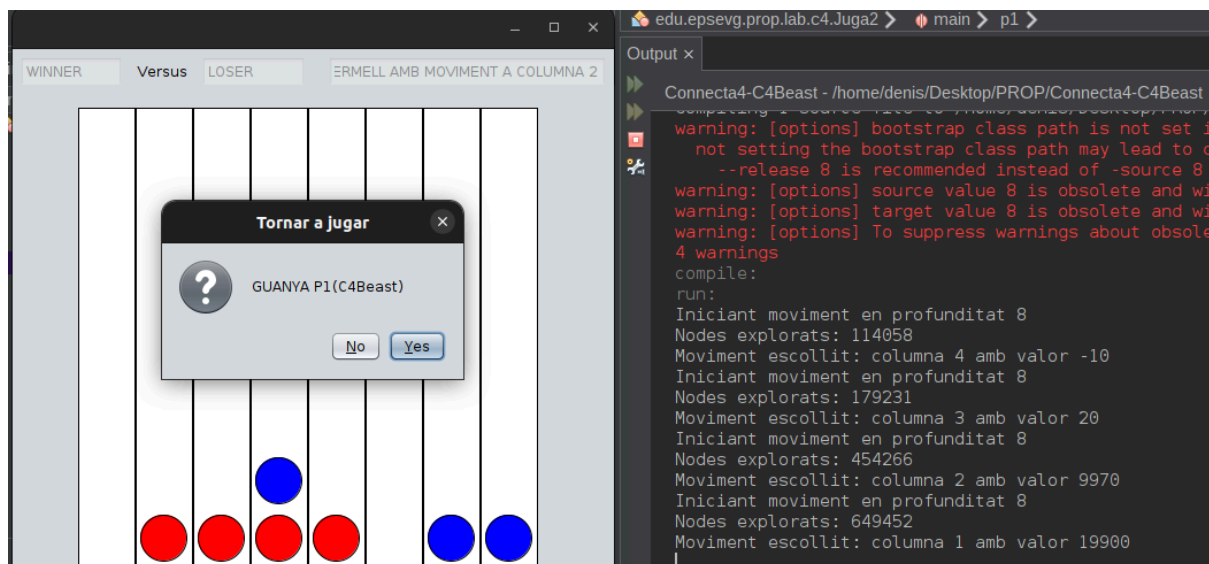 WINNER Versus LOSER ERMELL AMB MOVIMENT A COLUMNA 2
Tornar a jugar
GUANYA P1(C4Beast)
No Yes
edu.epsevg.prop.lab.c4.Juga2 main p1
Output
Connecta4-C4Beast - /home/denis/Desktop/PROP/Connecta4-C4Beast
warning: [options] bootstrap class path is not set i
not setting the bootstrap class path may lead to
--release 8 is recommended instead of -source 8
warning: [options] source value 8 is obsolete and wi
warning: [options] target value 8 is obsolete and wi
warning: [options] To suppress warnings about obsole
4 warnings
compile:
run:
Iniciant moviment en profunditat 8
Nodes explorats: 114058
Moviment escollit: columna 4 amb valor -10
Iniciant moviment en profunditat 8
Nodes explorats: 179231
Moviment escollit: columna 3 amb valor 20
Iniciant moviment en profunditat 8
Nodes explorats: 454266
Moviment escollit: columna 2 amb valor 9970
Iniciant moviment en profunditat 8
Nodes explorats: 649452
Moviment escollit: columna 1 amb valor 19900